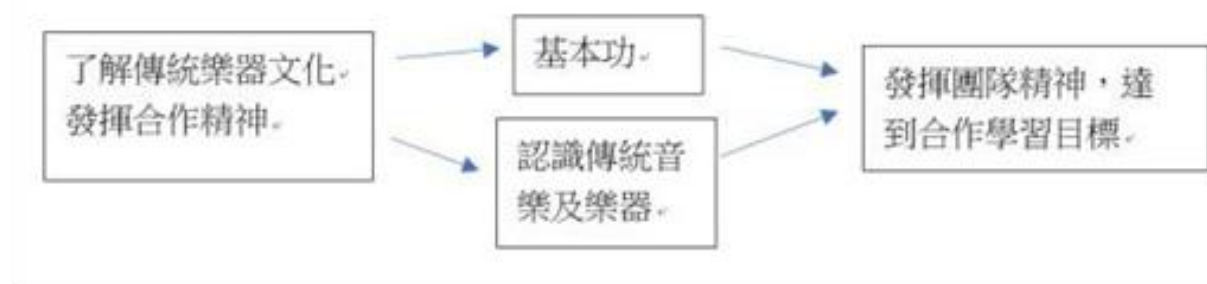 了解傳統樂器文化
發揮合作精神
基本功
認識傳統音
樂及樂器
發揮團隊精神，達
到合作學習目標